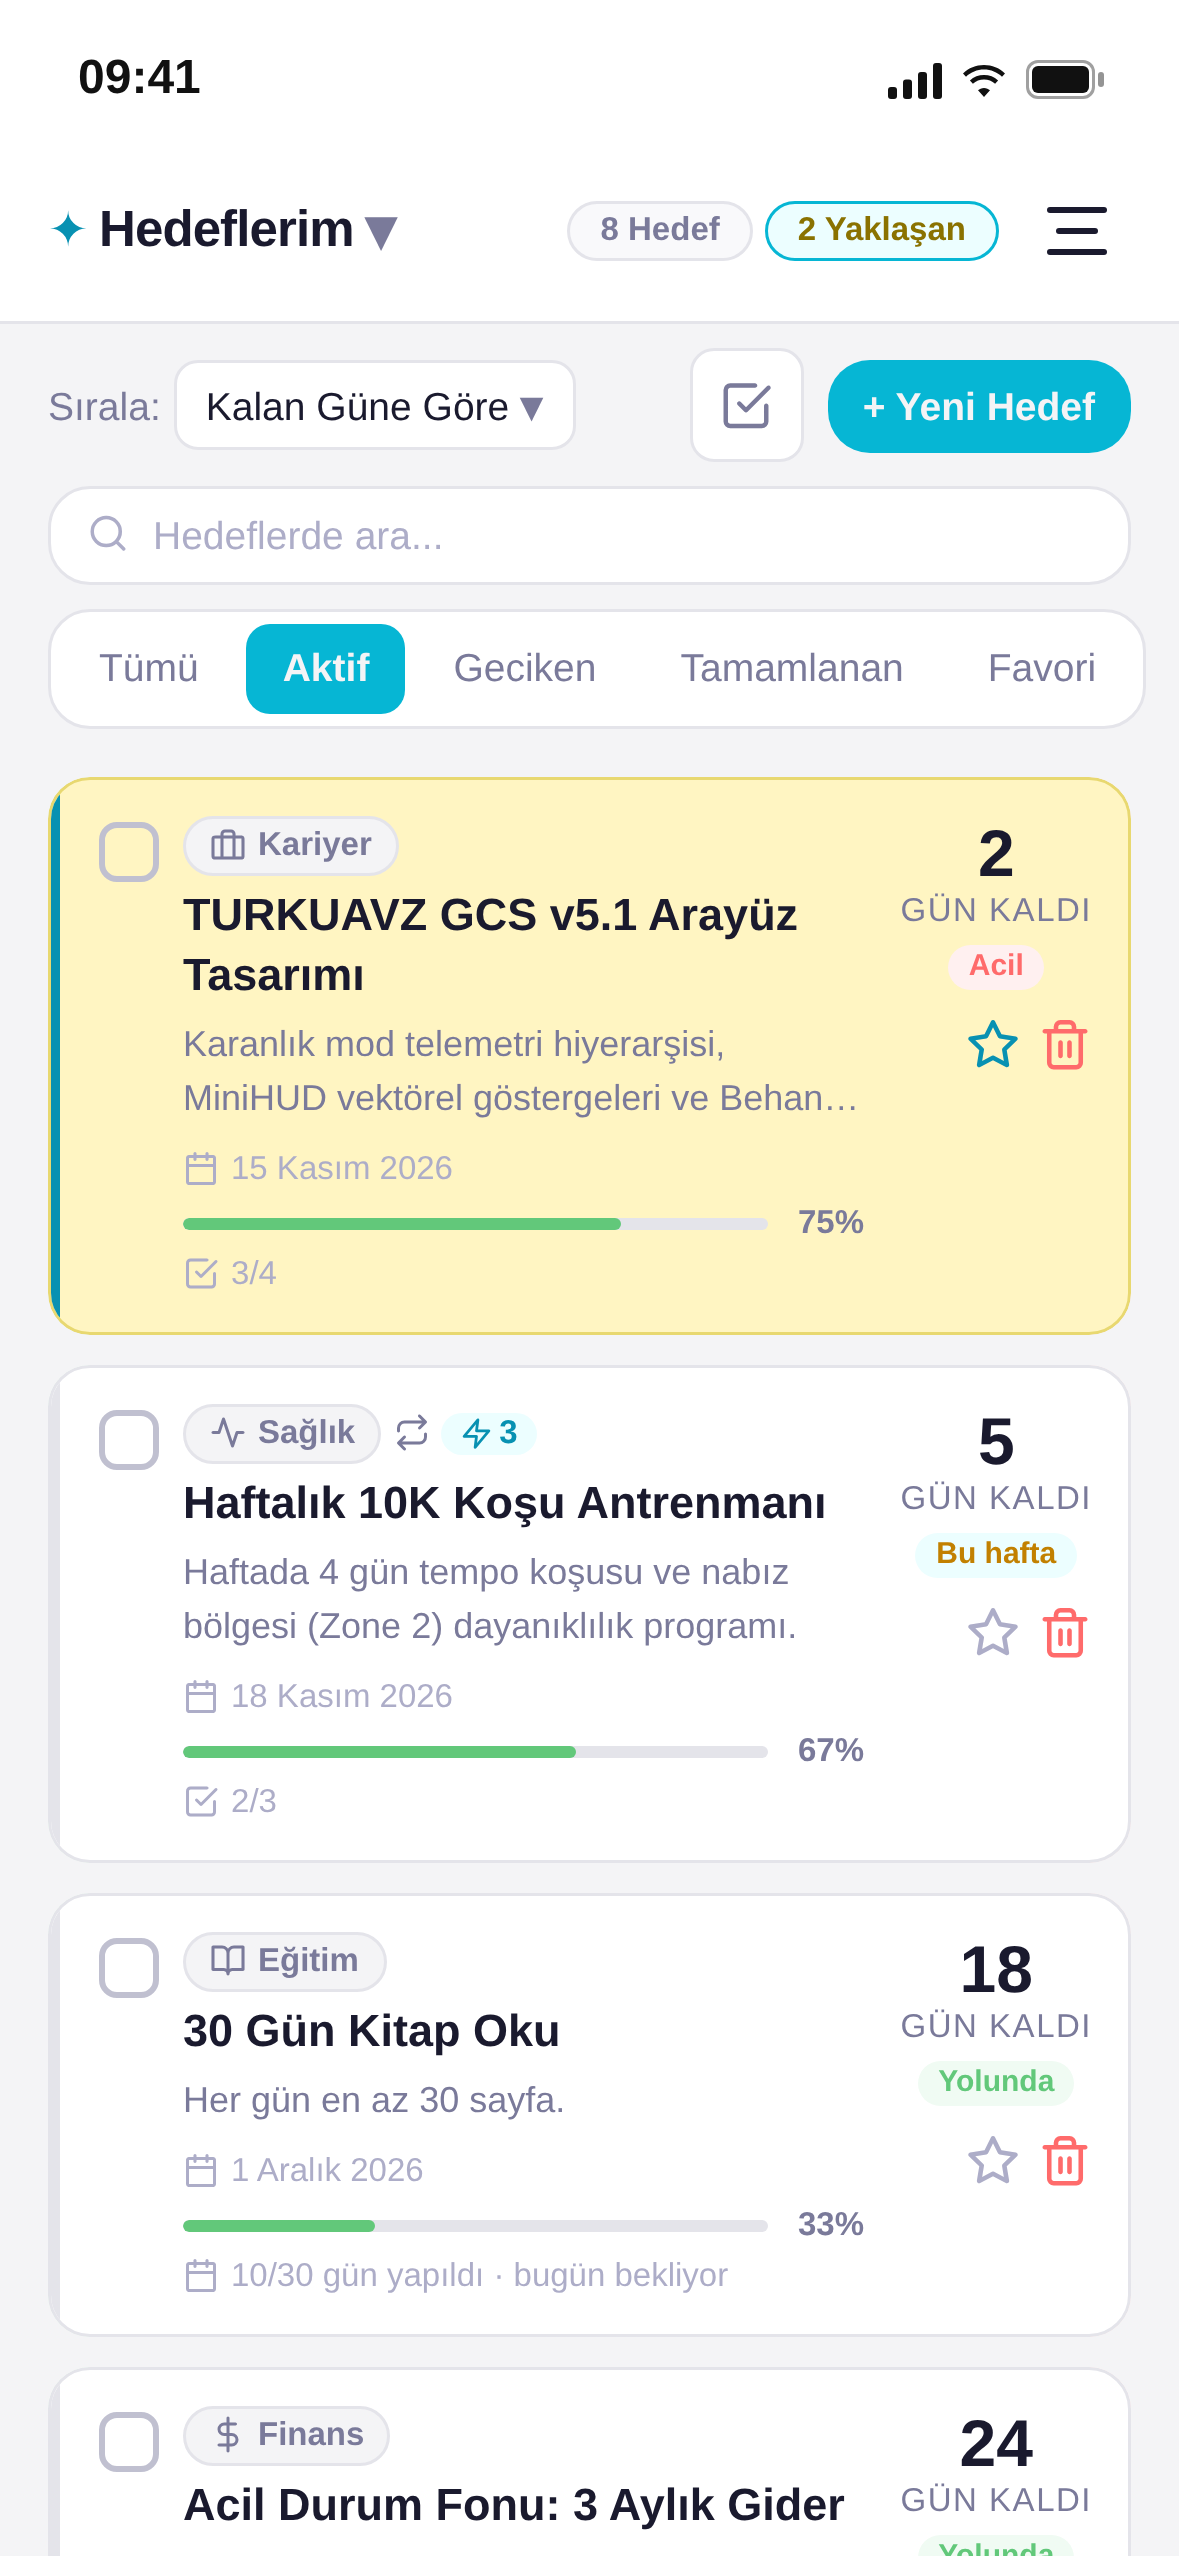 09:41
Hedeflerim ▼
8 Hedef
2 Yaklaşan
Sırala:
Kalan Güne Göre ▼
+ Yeni Hedef
Hedeflerde ara...
Tümü
Aktif
Geciken
Tamamlanan
Favori
Kariyer
TURKUAVZ GCS v5.1 Arayüz
Tasarımı
Karanlık mod telemetri hiyerarşisi,
MiniHUD vektörel göstergeleri ve Behan…
15 Kasım 2026
75%
3/4
2
GÜN KALDI
Acil
Sağlık
3
Haftalık 10K Koşu Antrenmanı
Haftada 4 gün tempo koşusu ve nabız
bölgesi (Zone 2) dayanıklılık programı.
18 Kasım 2026
67%
2/3
5
GÜN KALDI
Bu hafta
Eğitim
30 Gün Kitap Oku
Her gün en az 30 sayfa.
1 Aralık 2026
33%
10/30 gün yapıldı · bugün bekliyor
18
GÜN KALDI
Yolunda
Finans
Acil Durum Fonu: 3 Aylık Gider
24
GÜN KALDI
Yolunda